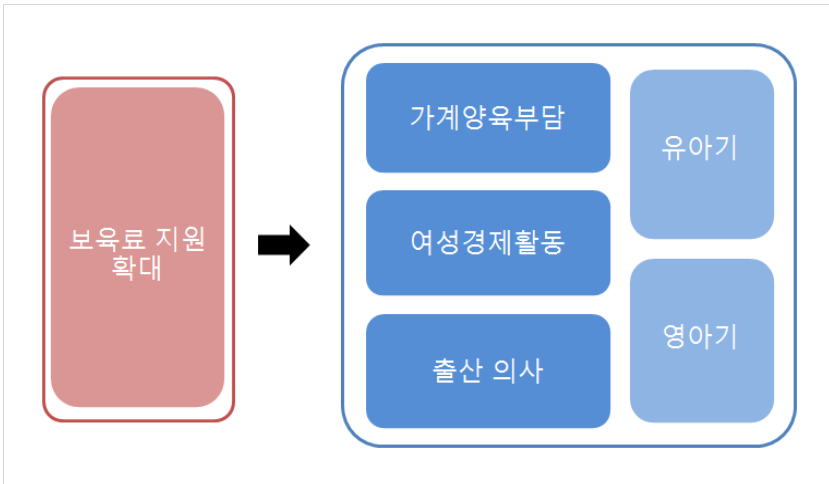 보육료 지원
확대
가계양육부담
여성경제활동
출산 의사
유아기
영아기